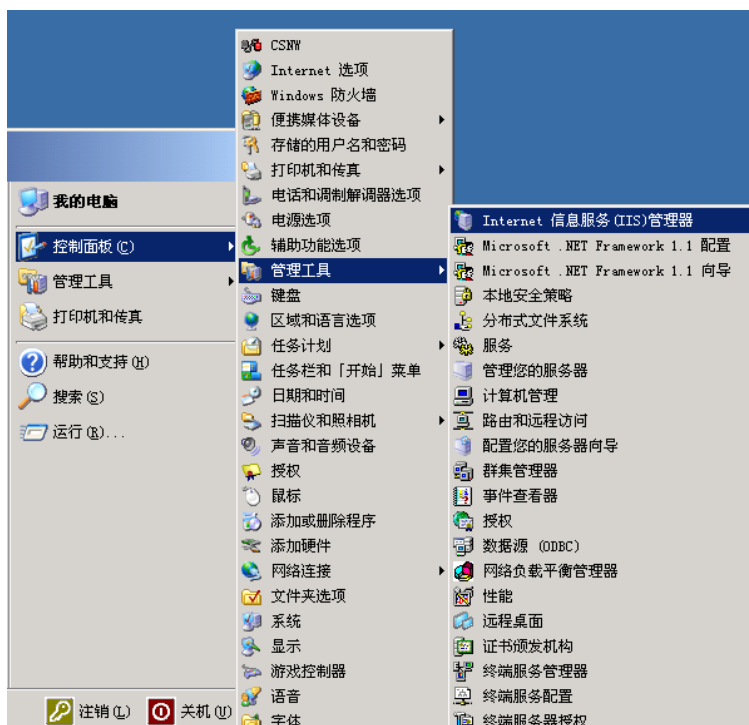 我的电脑
控制面板(C)
管理工具
打印机和传真
帮助和支持(H)
搜索(S)
运行(R)...
注销(L)
关机(U)
CSNW
Internet 选项
Windows 防火墙
便携媒体设备
存储的用户名和密码
打印机和传真
电话和调制解调器选项
电源选项
辅助功能选项
管理工具
键盘
区域和语言选项
任务计划
任务栏和「开始」菜单
日期和时间
扫描仪和照相机
声音和音频设备
授权
鼠标
添加或删除程序
添加硬件
网络连接
文件夹选项
系统
显示
游戏控制器
语音
字体
Internet 信息服务(IIS)管理器
Microsoft .NET Framework 1.1 配置
Microsoft .NET Framework 1.1 向导
本地安全策略
分布式文件系统
服务
管理您的服务器
计算机管理
路由和远程访问
配置您的服务器向导
群集管理器
事件查看器
授权
数据源 (ODBC)
网络负载平衡管理器
性能
远程桌面
证书颁发机构
终端服务管理器
终端服务配置
终端服务器授权